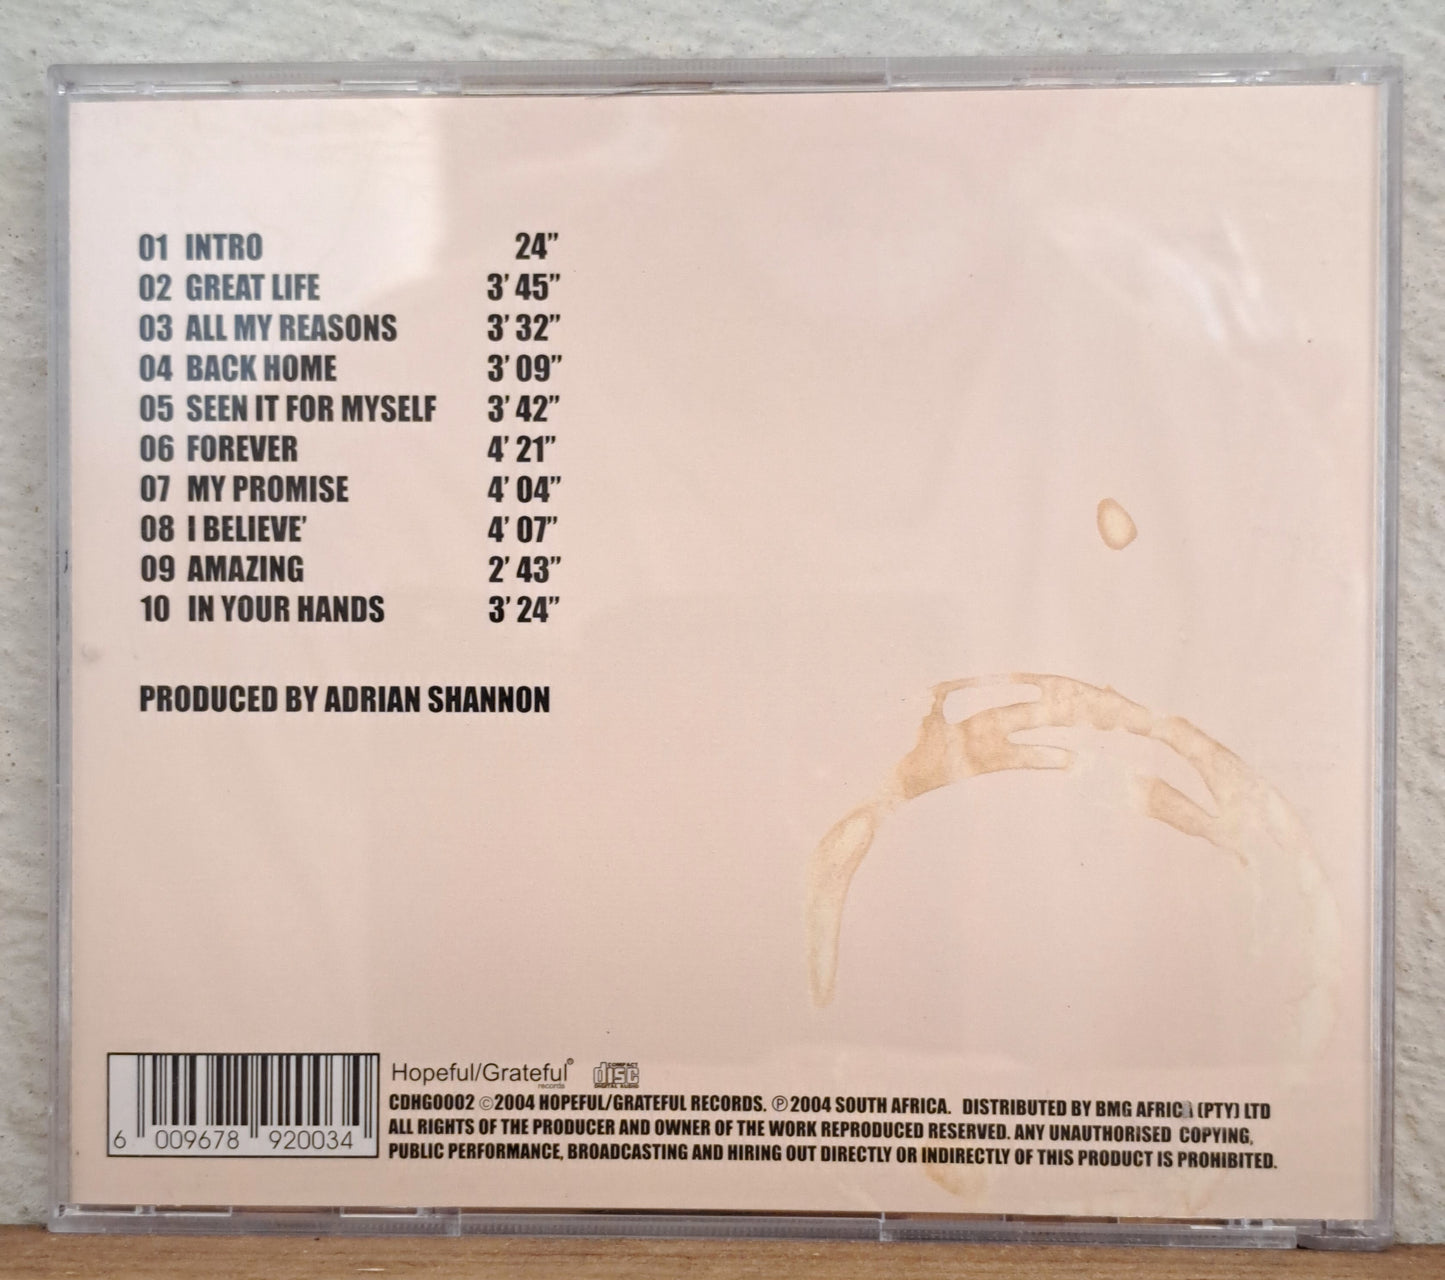 01 INTRO 24”
02 GREAT LIFE 3’ 45”
03 ALL MY REASONS 3’ 32”
04 BACK HOME 3’ 09”
05 SEEN IT FOR MYSELF 3’ 42”
06 FOREVER 4’ 21”
07 MY PROMISE 4’ 04”
08 I BELIEVE’ 4’ 07”
09 AMAZING 2’ 43”
10 IN YOUR HANDS 3’ 24”
PRODUCED BY ADRIAN SHANNON
6 009678 920034
Hopeful/Grateful®
records
COMPACT
disc
DIGITAL AUDIO
CDHG0002 ©2004 HOPEFUL/GRATEFUL RECORDS. ℗2004 SOUTH AFRICA. DISTRIBUTED BY BMG AFRICA (PTY) LTD
ALL RIGHTS OF THE PRODUCER AND OWNER OF THE WORK REPRODUCED RESERVED. ANY UNAUTHORISED COPYING,
PUBLIC PERFORMANCE, BROADCASTING AND HIRING OUT DIRECTLY OR INDIRECTLY OF THIS PRODUCT IS PROHIBITED.